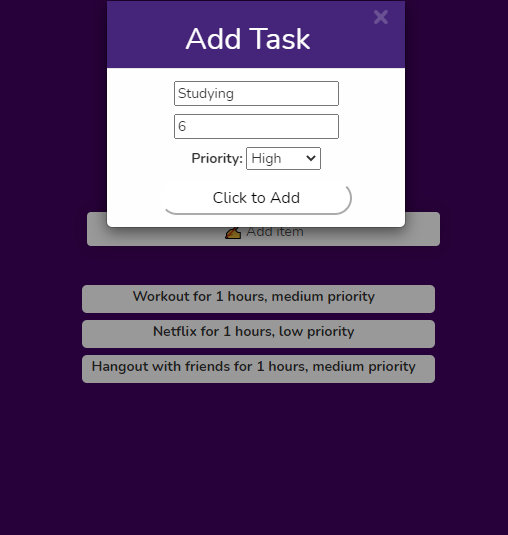 Add Task
Studying
6
Priority: High
Click to Add
Add item
Workout for 1 hours, medium priority
Netflix for 1 hours, low priority
Hangout with friends for 1 hours, medium priority